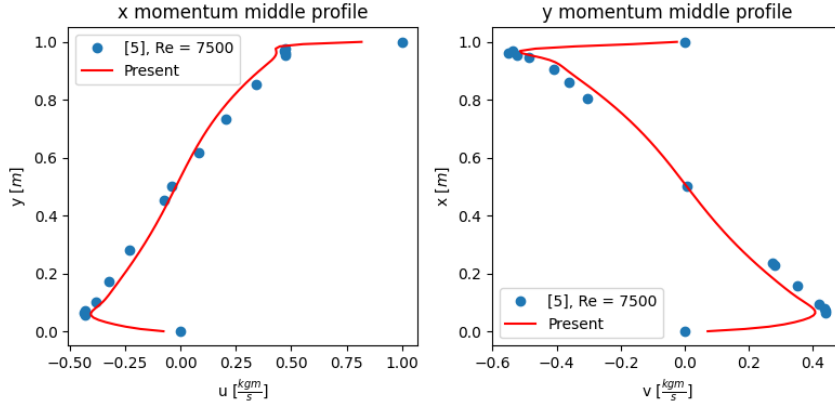 x momentum middle profile
1.0
0.8
0.6
0.4
0.2
0.0
y [m]
[5], Re = 7500
Present
−0.50
−0.25
0.00
0.25
0.50
0.75
1.00
u [kgm/s]
y momentum middle profile
1.0
0.8
0.6
0.4
0.2
0.0
x [m]
[5], Re = 7500
Present
−0.6
−0.4
−0.2
0.0
0.2
0.4
v [kgm/s]